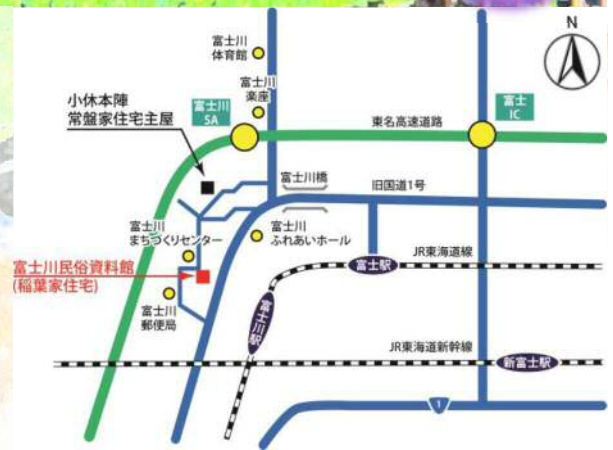 N
富士川
体育館
富士川
楽座
小休本陣
常盤家住宅主屋
富士川
SA
東名高速道路
富士
IC
富士川橋
旧国道1号
富士川
まちづくりセンター
富士川
ふれあいホール
JR東海道線
富士駅
富士川民俗資料館
(稲葉家住宅)
富士川
郵便局
富士川駅
JR東海道新幹線
新富士駅
1